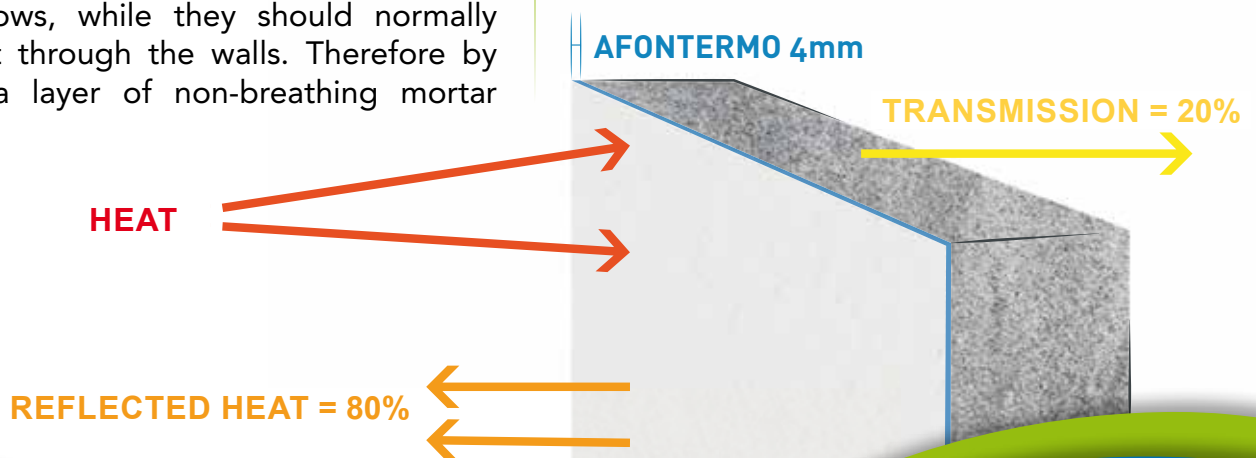 while they should normally
through the walls. Therefore by
a layer of non-breathing mortar
AFONTERMO 4mm
TRANSMISSION = 20%
HEAT
REFLECTED HEAT = 80%